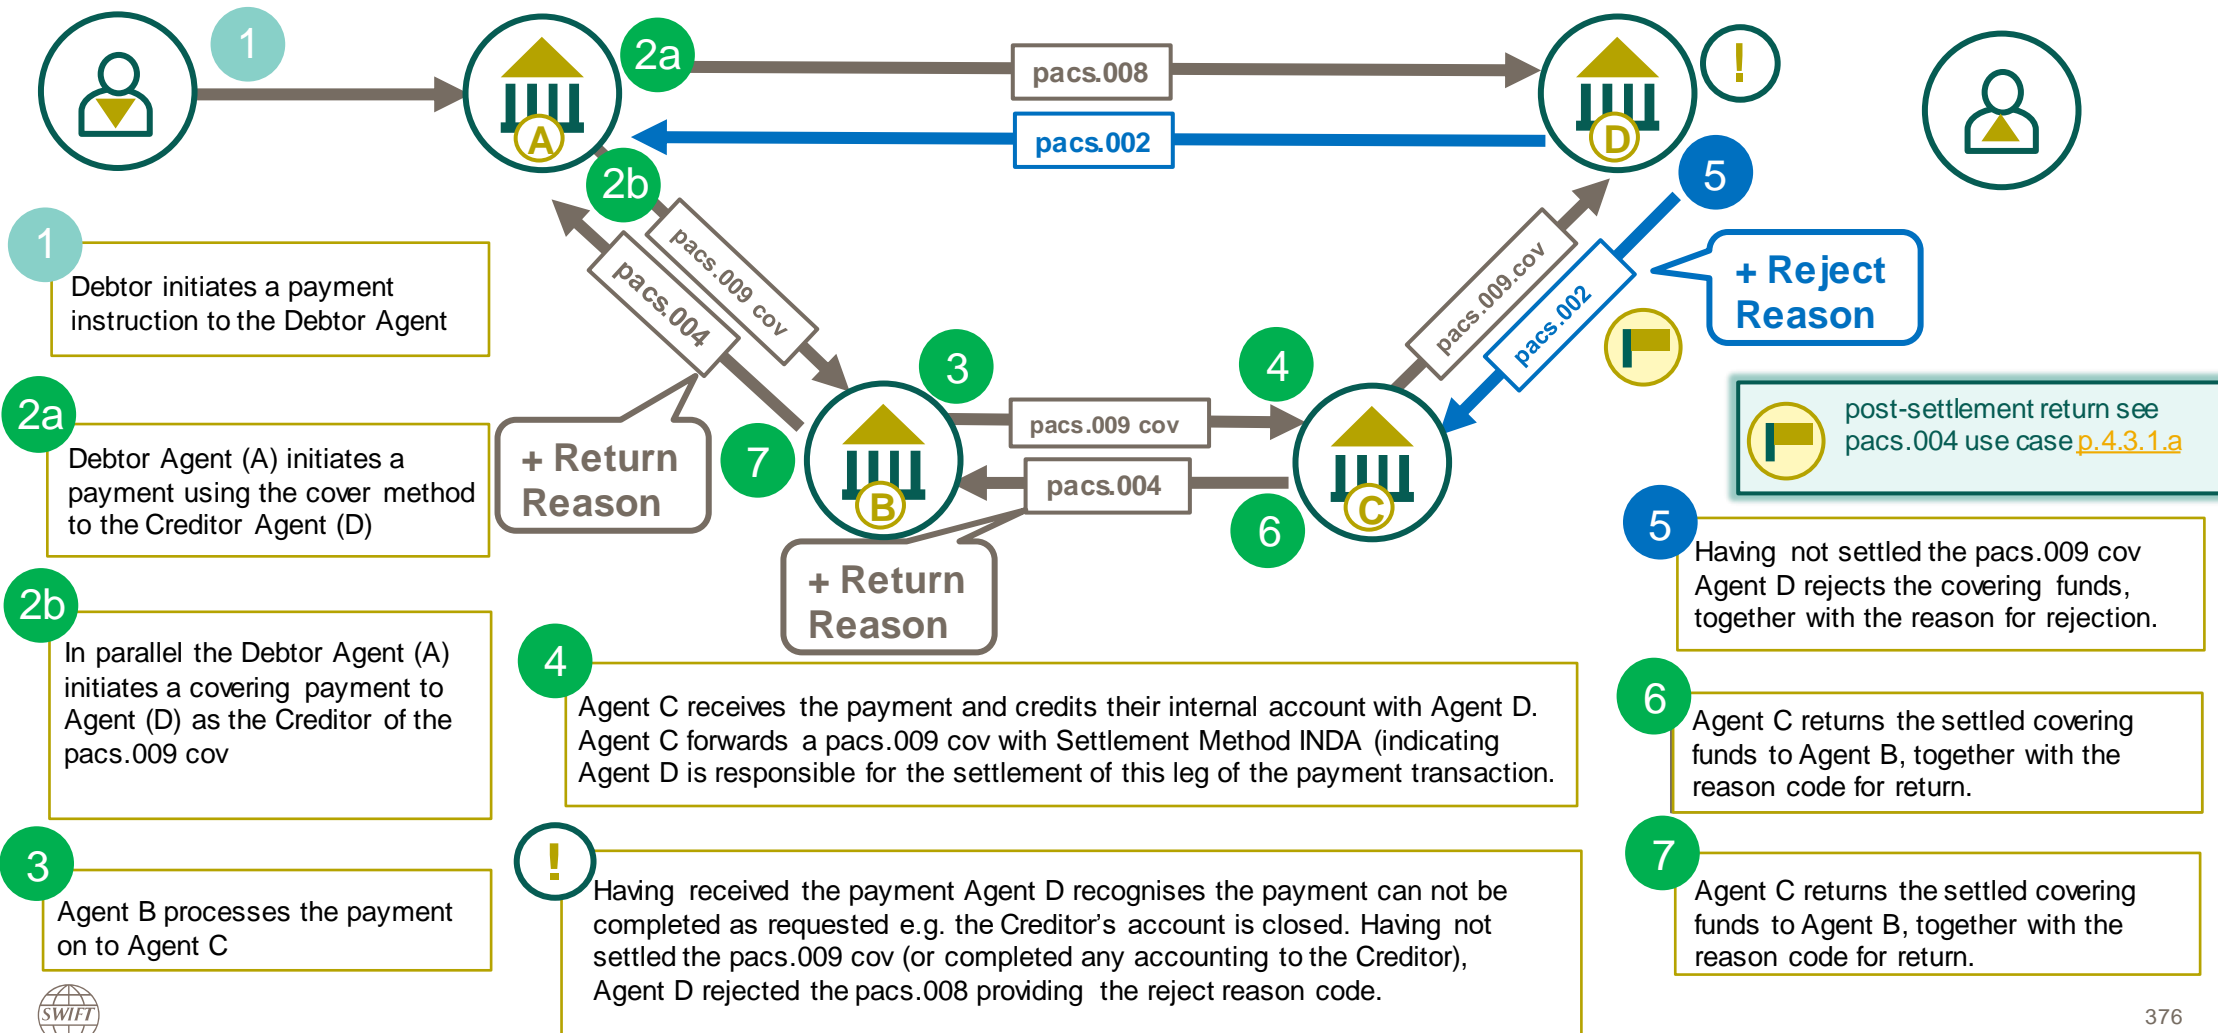 1
2a
pacs.008
!
A
pacs.002
D
2b
5
pacs.009 cov
pacs.004
pacs.009.cov
pacs.002
+ Reject
Reason
3
4
pacs.009 cov
pacs.004
7
6
B
C
+ Return
Reason
+ Return
Reason
post-settlement return see
pacs.004 use case p.4.3.1.a
1
Debtor initiates a payment
instruction to the Debtor Agent
2a
Debtor Agent (A) initiates a
payment using the cover method
to the Creditor Agent (D)
2b
In parallel the Debtor Agent (A)
initiates a covering payment to
Agent (D) as the Creditor of the
pacs.009 cov
3
Agent B processes the payment
on to Agent C
4
Agent C receives the payment and credits their internal account with Agent D.
Agent C forwards a pacs.009 cov with Settlement Method INDA (indicating
Agent D is responsible for the settlement of this leg of the payment transaction.
!
Having received the payment Agent D recognises the payment can not be
completed as requested e.g. the Creditor's account is closed. Having not
settled the pacs.009 cov (or completed any accounting to the Creditor),
Agent D rejected the pacs.008 providing the reject reason code.
5
Having not settled the pacs.009 cov
Agent D rejects the covering funds,
together with the reason for rejection.
6
Agent C returns the settled covering
funds to Agent B, together with the
reason code for return.
7
Agent C returns the settled covering
funds to Agent B, together with the
reason code for return.
SWIFT
376